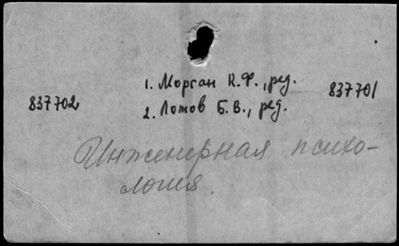 1. Морган К.Ф., ред. 837701
837702 2. Ломов Б.В., ред.
Инженерная психо-
логия.